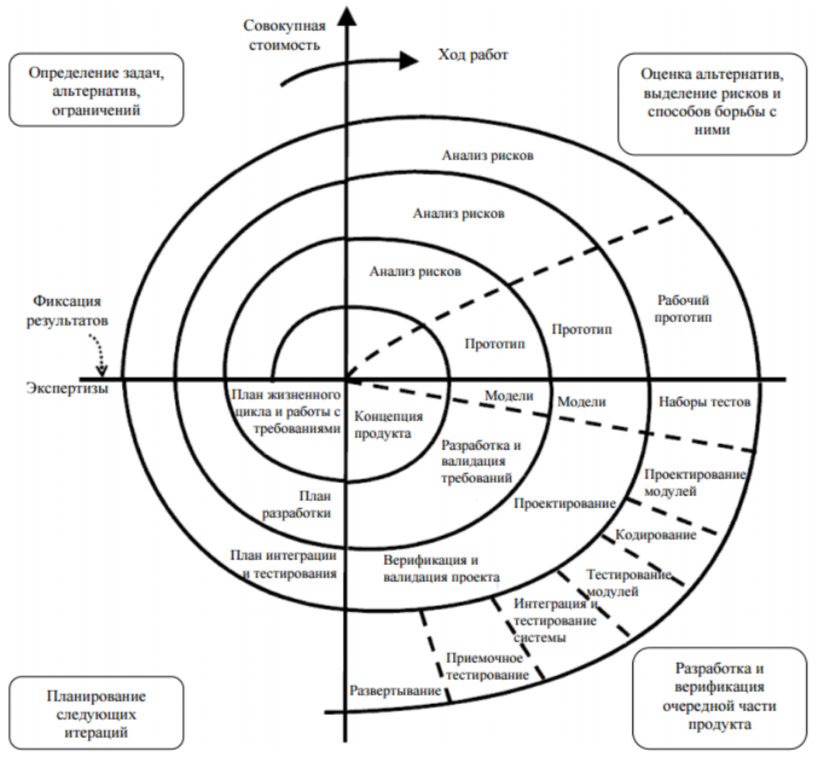 Совокупная
стоимость
Ход работ
Определение задач,
альтернатив,
ограничений
Оценка альтернатив,
выделение рисков и
способов борьбы с
ними
Анализ рисков
Анализ рисков
Анализ рисков
Фиксация
результатов
Рабочий
прототип
Прототип
Прототип
Экспертизы
План жизненного
цикла и работы с
требованиями
Концепция
продукта
Модели
Модели
Наборы тестов
Разработка и
валидация
требований
Проектирование
модулей
План
разработки
Проектирование
Кодирование
План интеграции
и тестирования
Верификация и
валидация проекта
Тестирование
модулей
Интеграция и
тестирование
системы
Приемочное
тестирование
Развертывание
Планирование
следующих
итераций
Разработка и
верификация
очередной части
продукта